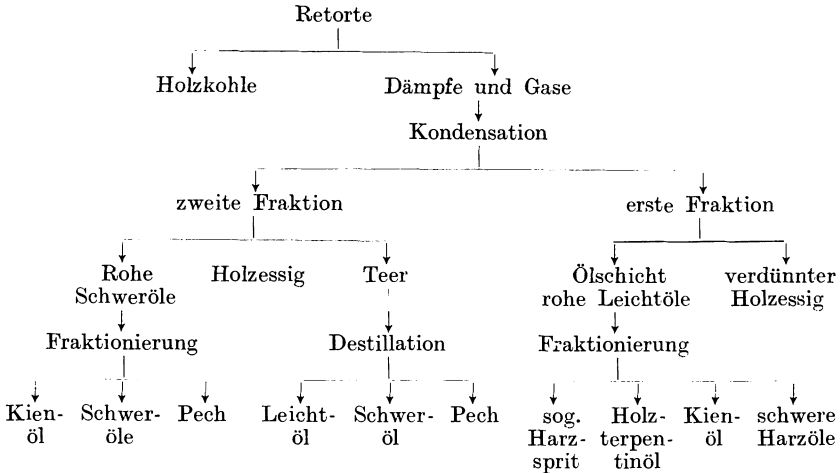 Retorte
Holzkohle Dämpfe und Gase
Kondensation
zweite Fraktion erste Fraktion
Rohe Holzessig Teer Ölschicht verdünnter
Schweröle rohe Leichtöle Holzessig
Fraktionierung Destillation Fraktionierung
Kien- Schwer- Pech Leicht- Schwer- Pech sog. Holz- Kien- schwere
öl öle öl öl Harz- terpen- öl Harzöle
sprit tinöl